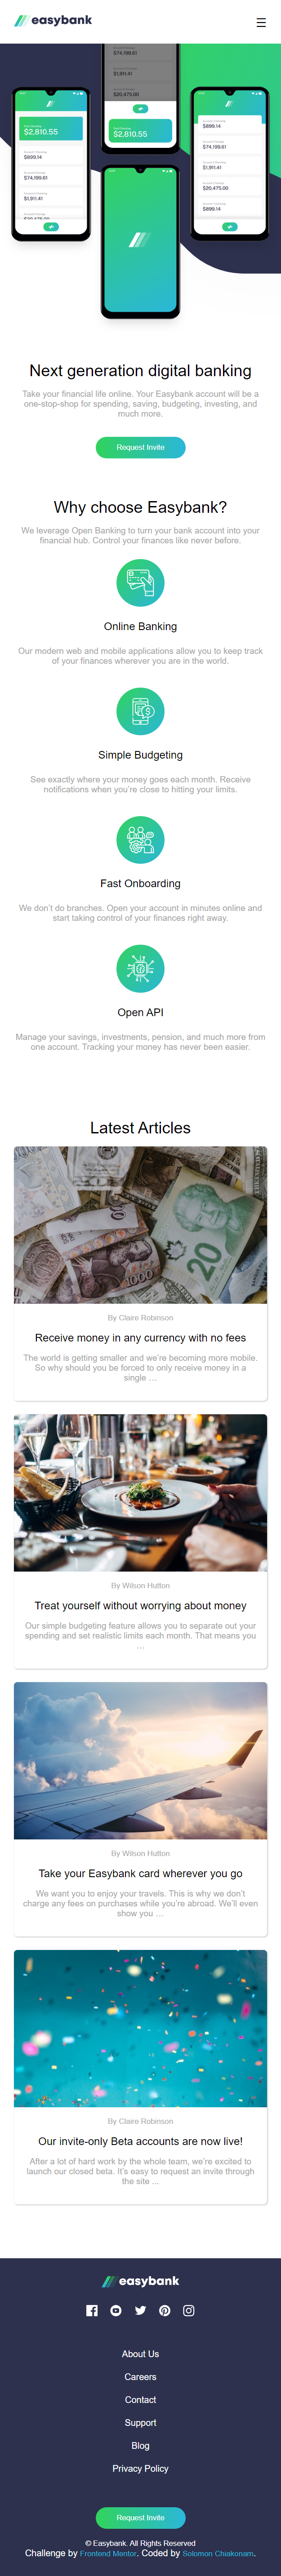 easybank
$1,911.41
$20,475.00
$2,810.55
$899.14
$74,199.61
$1,911.41
$2,810.55
$899.14
$74,199.61
$1,911.41
$20,475.00
$899.14
Next generation digital banking
Take your financial life online. Your Easybank account will be a
one-stop-shop for spending, saving, budgeting, investing, and
much more.
Request Invite
Why choose Easybank?
We leverage Open Banking to turn your bank account into your
financial hub. Control your finances like never before.
Online Banking
Our modern web and mobile applications allow you to keep track
of your finances wherever you are in the world.
Simple Budgeting
See exactly where your money goes each month. Receive
notifications when you’re close to hitting your limits.
Fast Onboarding
We don’t do branches. Open your account in minutes online and
start taking control of your finances right away.
Open API
Manage your savings, investments, pension, and much more from
one account. Tracking your money has never been easier.
Latest Articles
20
1000
By Claire Robinson
Receive money in any currency with no fees
The world is getting smaller and we’re becoming more mobile.
So why should you be forced to only receive money in a
single …
By Wilson Hutton
Treat yourself without worrying about money
Our simple budgeting feature allows you to separate out your
spending and set realistic limits each month. That means you
…
By Wilson Hutton
Take your Easybank card wherever you go
We want you to enjoy your travels. This is why we don’t
charge any fees on purchases while you’re abroad. We’ll even
show you …
By Claire Robinson
Our invite-only Beta accounts are now live!
After a lot of hard work by the whole team, we’re excited to
launch our closed beta. It’s easy to request an invite through
the site ...
easybank
About Us
Careers
Contact
Support
Blog
Privacy Policy
Request Invite
© Easybank. All Rights Reserved
Challenge by Frontend Mentor. Coded by Solomon Chiakonam.